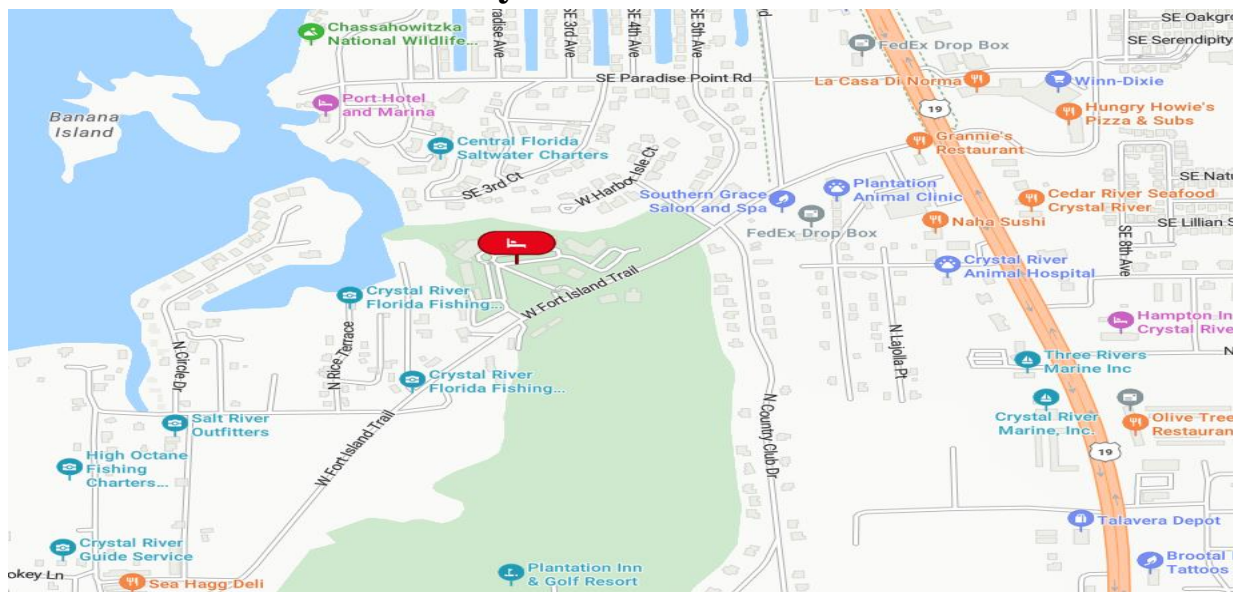 Chassahowitzka
National Wildlife...
SE 3rd Ave
SE 4th Ave
SE 5th Ave
SE Oakgro
FedEx Drop Box
SE Serendipity
SE Paradise Point Rd
La Casa Di Norma
Winn-Dixie
Port Hotel
and Marina
19
Hungry Howie's
Pizza & Subs
Banana
Island
Central Florida
Saltwater Charters
Grannie's
Restaurant
SE 3rd Ct
W Harbor Isle Ct
Southern Grace
Salon and Spa
Plantation
Animal Clinic
Cedar River Seafood
Crystal River
SE Natu
FedEx Drop Box
Naha Sushi
SE Lillian S
SE 8th Ave
Crystal River
Animal Hospital
Crystal River
Florida Fishing...
W Fort Island Trail
Hampton In
Crystal Rive
N Circle Dr
N Rice Terrace
N Lajolla Pt
Three Rivers
Marine Inc
Crystal River
Florida Fishing...
Salt River
Outfitters
W Fort Island Trail
N Country Club Dr
Crystal River
Marine, Inc.
Olive Tree
Restauran
High Octane
Fishing
Charters...
19
Talavera Depot
Crystal River
Guide Service
Plantation Inn
& Golf Resort
Brootal
Tattoos
okey Ln
Sea Hagg Deli